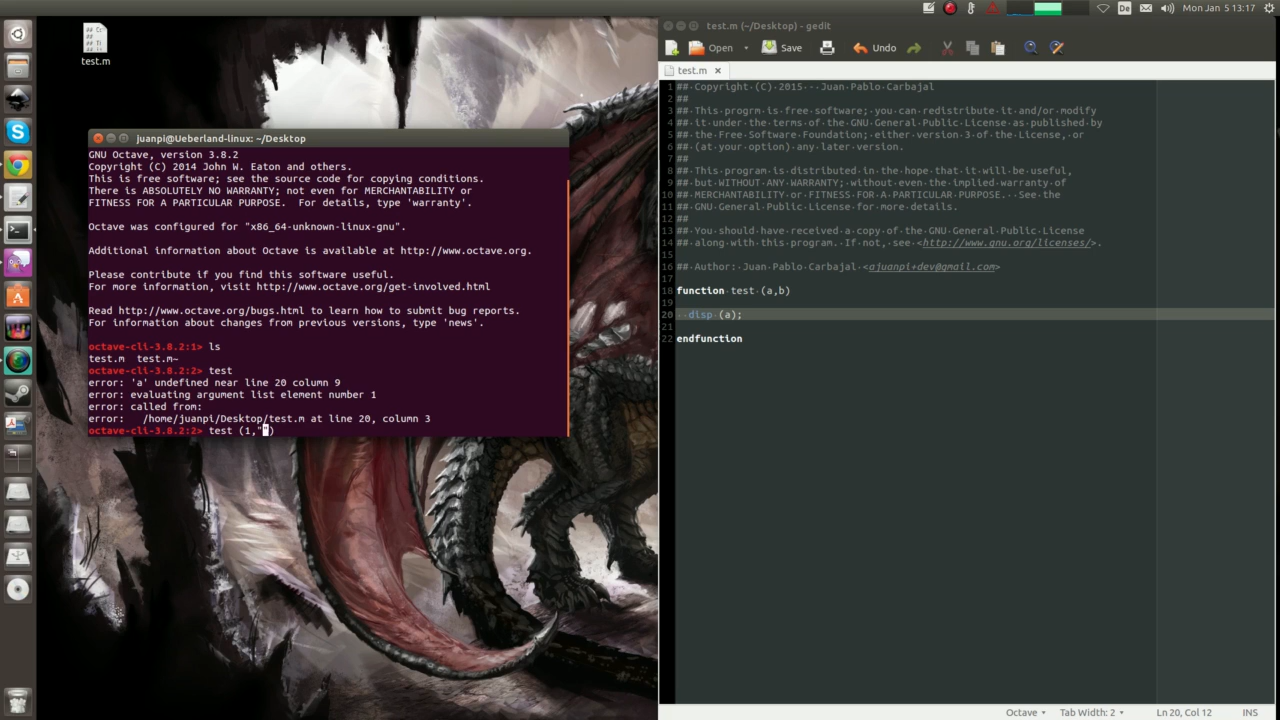 De
Mon Jan 5 13:17
test.m
juanpi@Ueberland-linux: ~/Desktop
GNU Octave, version 3.8.2
Copyright (C) 2014 John W. Eaton and others.
This is free software; see the source code for copying conditions.
There is ABSOLUTELY NO WARRANTY; not even for MERCHANTABILITY or
FITNESS FOR A PARTICULAR PURPOSE.  For details, type 'warranty'.
Octave was configured for "x86_64-unknown-linux-gnu".
Additional information about Octave is available at http://www.octave.org.
Please contribute if you find this software useful.
For more information, visit http://www.octave.org/get-involved.html
Read http://www.octave.org/bugs.html to learn how to submit bug reports.
For information about changes from previous versions, type 'news'.
octave-cli-3.8.2:1> ls
test.m  test.m~
octave-cli-3.8.2:2> test
error: 'a' undefined near line 20 column 9
error: evaluating argument list element number 1
error: called from:
error:   /home/juanpi/Desktop/test.m at line 20, column 3
octave-cli-3.8.2:2> test (1,"")
test.m (~/Desktop) - gedit
Open
Save
Undo
test.m
1 ## Copyright (C) 2015 - Juan Pablo Carbajal
2 ##
3 ## This progrm is free software; you can redistribute it and/or modify
4 ## it under the terms of the GNU General Public License as published by
5 ## the Free Software Foundation; either version 3 of the License, or
6 ## (at your option) any later version.
7 ##
8 ## This program is distributed in the hope that it will be useful,
9 ## but WITHOUT ANY WARRANTY; without even the implied warranty of
10 ## MERCHANTABILITY or FITNESS FOR A PARTICULAR PURPOSE.  See the
11 ## GNU General Public License for more details.
12 ##
13 ## You should have received a copy of the GNU General Public License
14 ## along with this program. If not, see <http://www.gnu.org/licenses/>.
15
16 ## Author: Juan Pablo Carbajal <ajuanpi+dev@gmail.com>
17
18 function test (a,b)
19
20   disp (a);
21
22 endfunction
Octave
Tab Width: 2
Ln 20, Col 12
INS